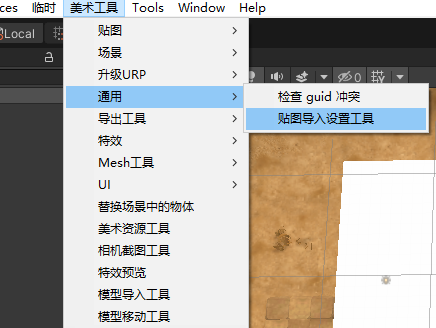 ces 临时 美术工具 Tools Window Help
Local
0
贴图
场景
升级URP
通用
检查 guid 冲突
导出工具
贴图导入设置工具
特效
Mesh工具
UI
替换场景中的物体
美术资源工具
相机截图工具
特效预览
模型导入工具
模型移动工具